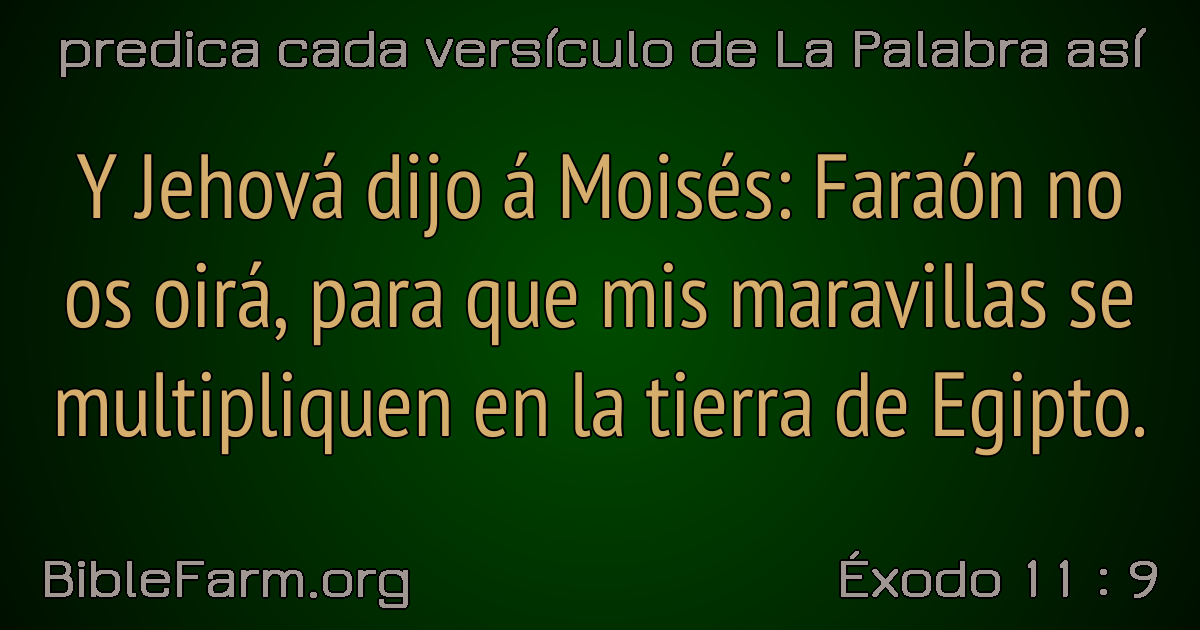 predica cada versículo de La Palabra así
Y Jehová dijo á Moisés: Faraón no
os oirá, para que mis maravillas se
multipliquen en la tierra de Egipto.
BibleFarm.org
Éxodo 11 : 9